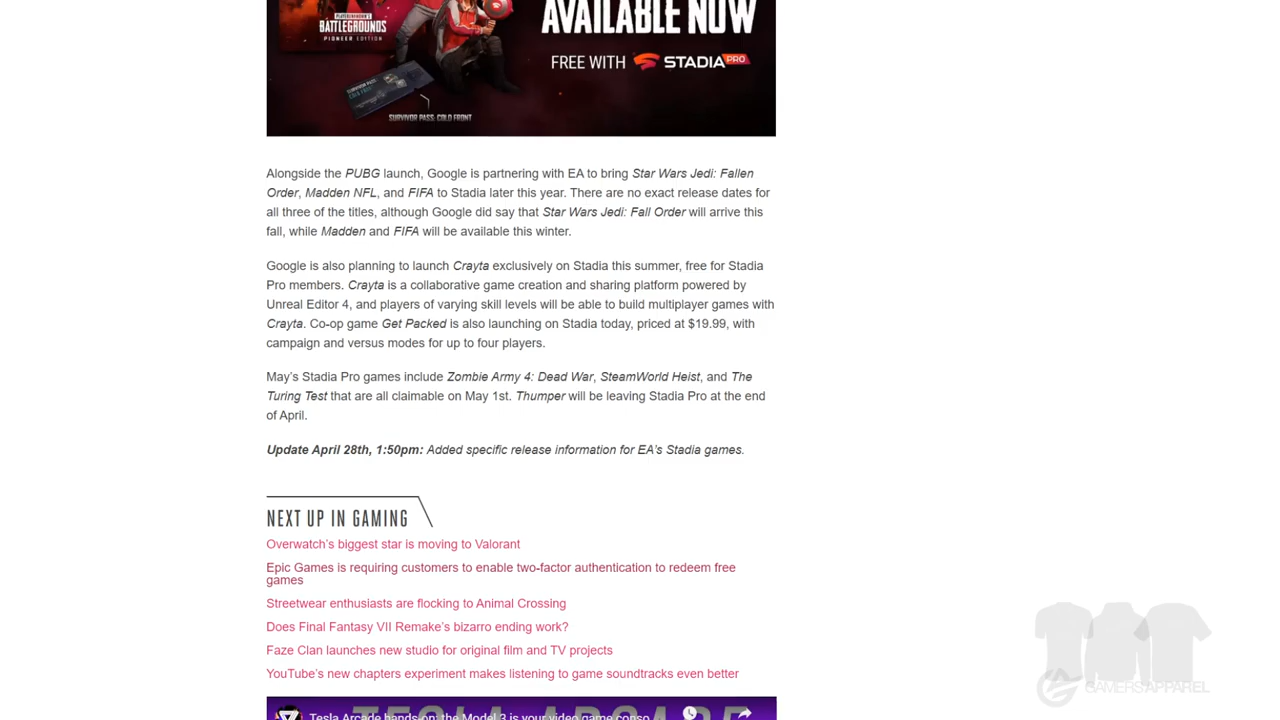 PLAYERUNKNOWN'S
BATTLEGROUNDS
PIONEER EDITION
AVAILABLE NOW
FREE WITH STADIA PRO
SURVIVOR PASS: COLD FRONT
Alongside the PUBG launch, Google is partnering with EA to bring Star Wars Jedi: Fallen
Order, Madden NFL, and FIFA to Stadia later this year. There are no exact release dates for
all three of the titles, although Google did say that Star Wars Jedi: Fall Order will arrive this
fall, while Madden and FIFA will be available this winter.
Google is also planning to launch Crayta exclusively on Stadia this summer, free for Stadia
Pro members. Crayta is a collaborative game creation and sharing platform powered by
Unreal Editor 4, and players of varying skill levels will be able to build multiplayer games with
Crayta. Co-op game Get Packed is also launching on Stadia today, priced at $19.99, with
campaign and versus modes for up to four players.
May's Stadia Pro games include Zombie Army 4: Dead War, SteamWorld Heist, and The
Turing Test that are all claimable on May 1st. Thumper will be leaving Stadia Pro at the end
of April.
Update April 28th, 1:50pm: Added specific release information for EA's Stadia games.
NEXT UP IN GAMING
Overwatch's biggest star is moving to Valorant
Epic Games is requiring customers to enable two-factor authentication to redeem free
games
Streetwear enthusiasts are flocking to Animal Crossing
Does Final Fantasy VII Remake's bizarro ending work?
Faze Clan launches new studio for original film and TV projects
YouTube's new chapters experiment makes listening to game soundtracks even better
Tesla Arcade hands-on: the Model 3 is your video game conso
TESLA ARCADE
GAMERSAPPAREL